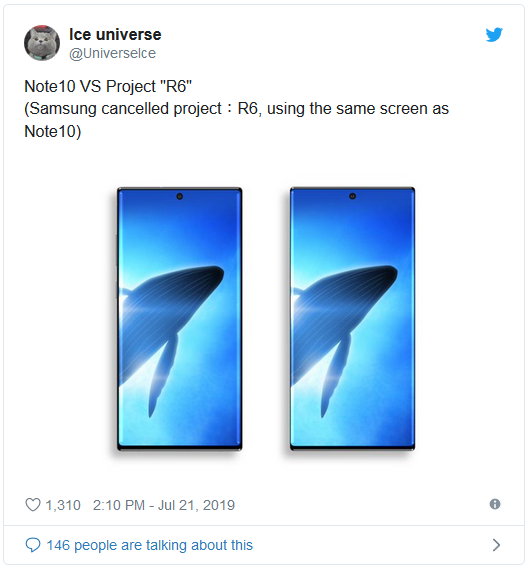 Ice universe
@UniverseIce
Note10 VS Project "R6"
(Samsung cancelled project：R6, using the same screen as
Note10)
1,310 2:10 PM - Jul 21, 2019
146 people are talking about this